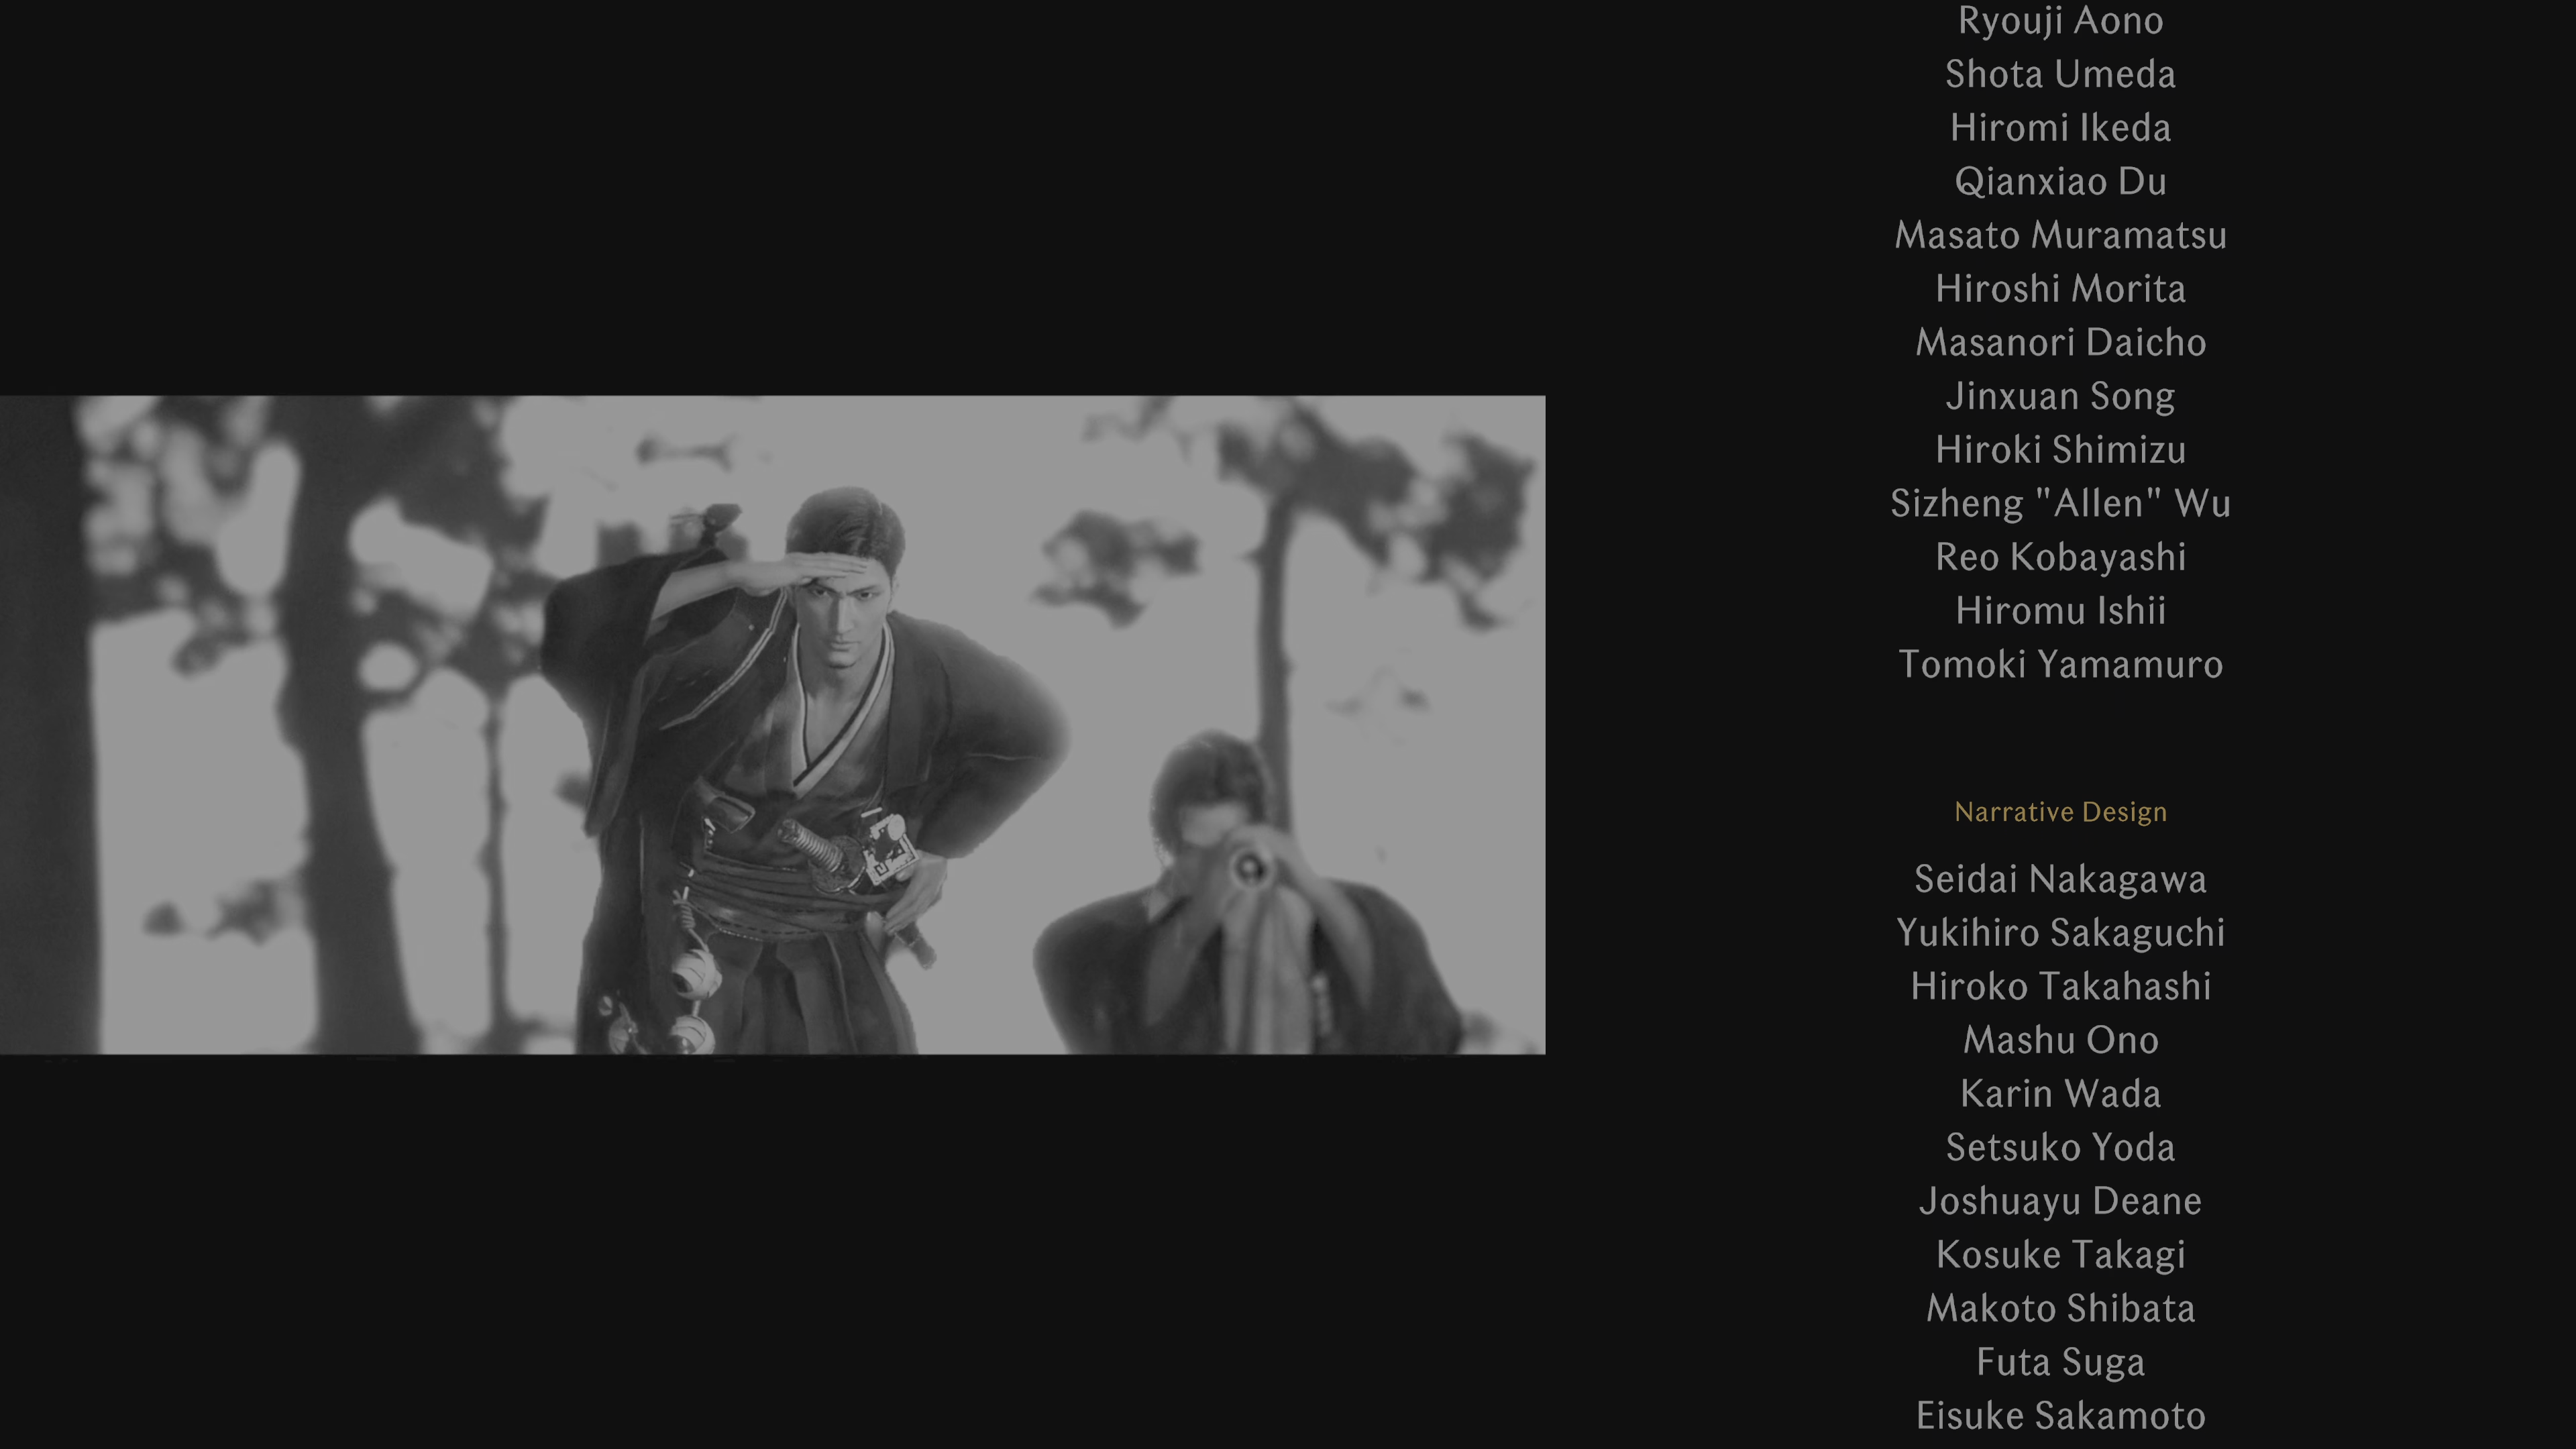 Ryouji Aono
Shota Umeda
Hiromi Ikeda
Qianxiao Du
Masato Muramatsu
Hiroshi Morita
Masanori Daicho
Jinxuan Song
Hiroki Shimizu
Sizheng "Allen" Wu
Reo Kobayashi
Hiromu Ishii
Tomoki Yamamuro
Narrative Design
Seidai Nakagawa
Yukihiro Sakaguchi
Hiroko Takahashi
Mashu Ono
Karin Wada
Setsuko Yoda
Joshuayu Deane
Kosuke Takagi
Makoto Shibata
Futa Suga
Eisuke Sakamoto